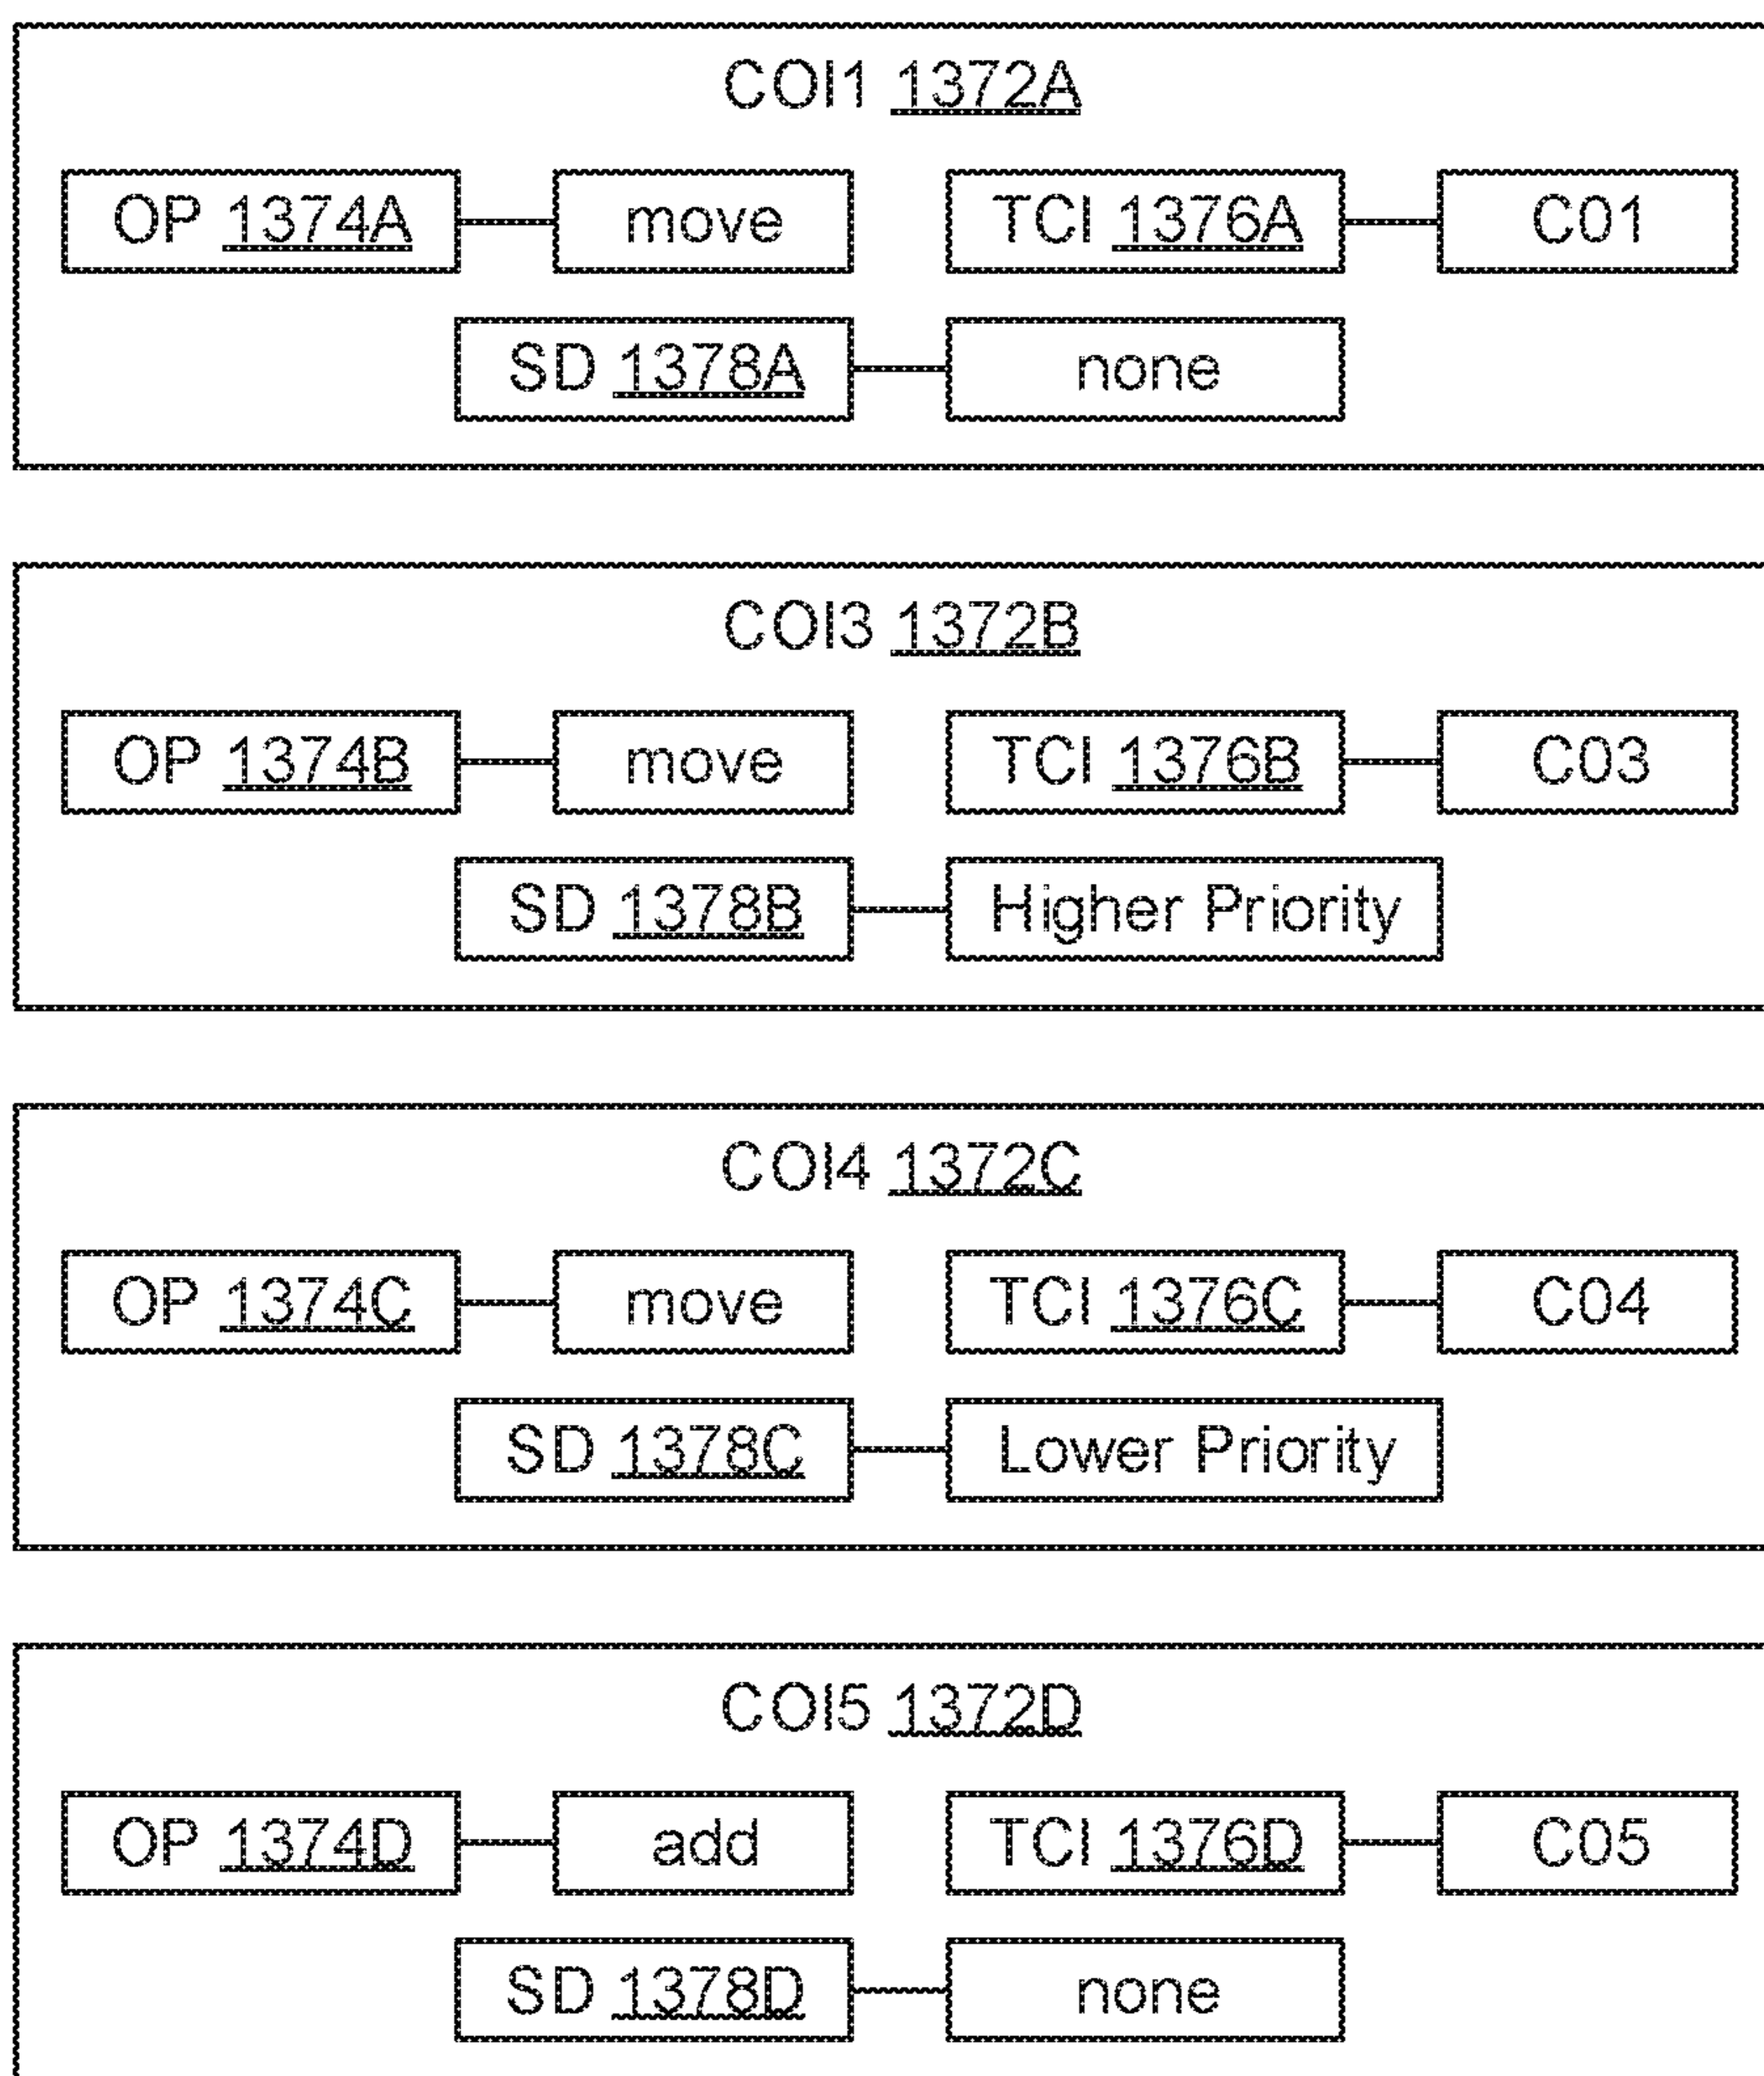 COI1 1372A
OP 1374A move TCI 1376A C01
SD 1378A none
COI3 1372B
OP 1374B move TCI 1376B C03
SD 1378B Higher Priority
COI4 1372C
OP 1374C move TCI 1376C C04
SD 1378C Lower Priority
COI5 1372D
OP 1374D add TCI 1376D C05
SD 1378D none